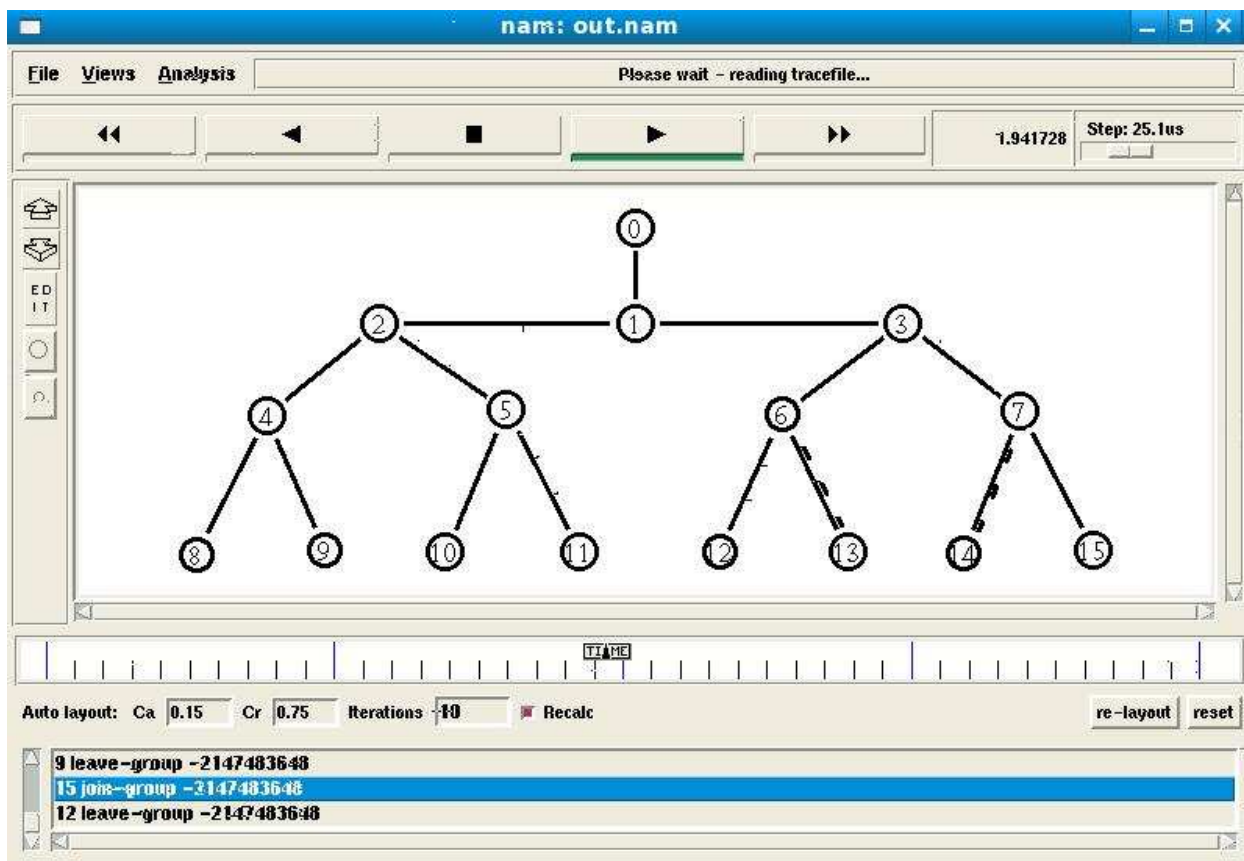 nam: out.nam
File Views Analysis Please wait - reading tracefile...
1.941728 Step: 25.1us
ED
IT
0
2 1 3
4 5 6 7
8 9 10 11 12 13 14 15
TIME
Auto layout: Ca 0.15 Cr 0.75 Iterations 10 Recalc re-layout reset
9 leave-group -2147483648
15 join-group -2147483648
12 leave-group -2147483648